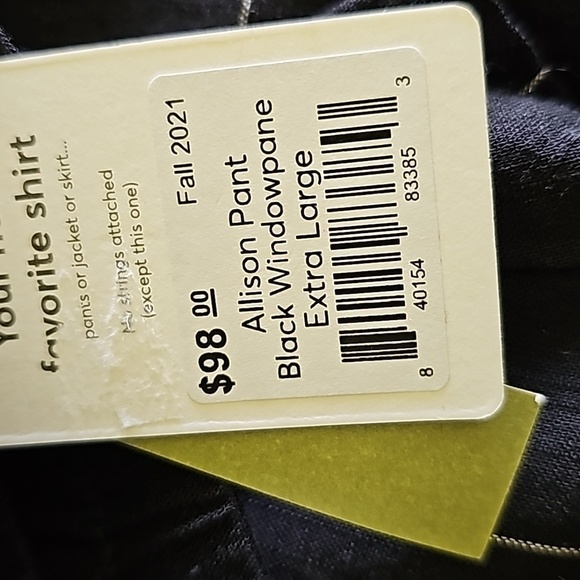 favorite shirt
pants or jacket or skirt...
strings attached
(except this one)
Fall 2021
$98 00
Allison Pant
Black Windowpane
Extra Large
8 40154 83385 3